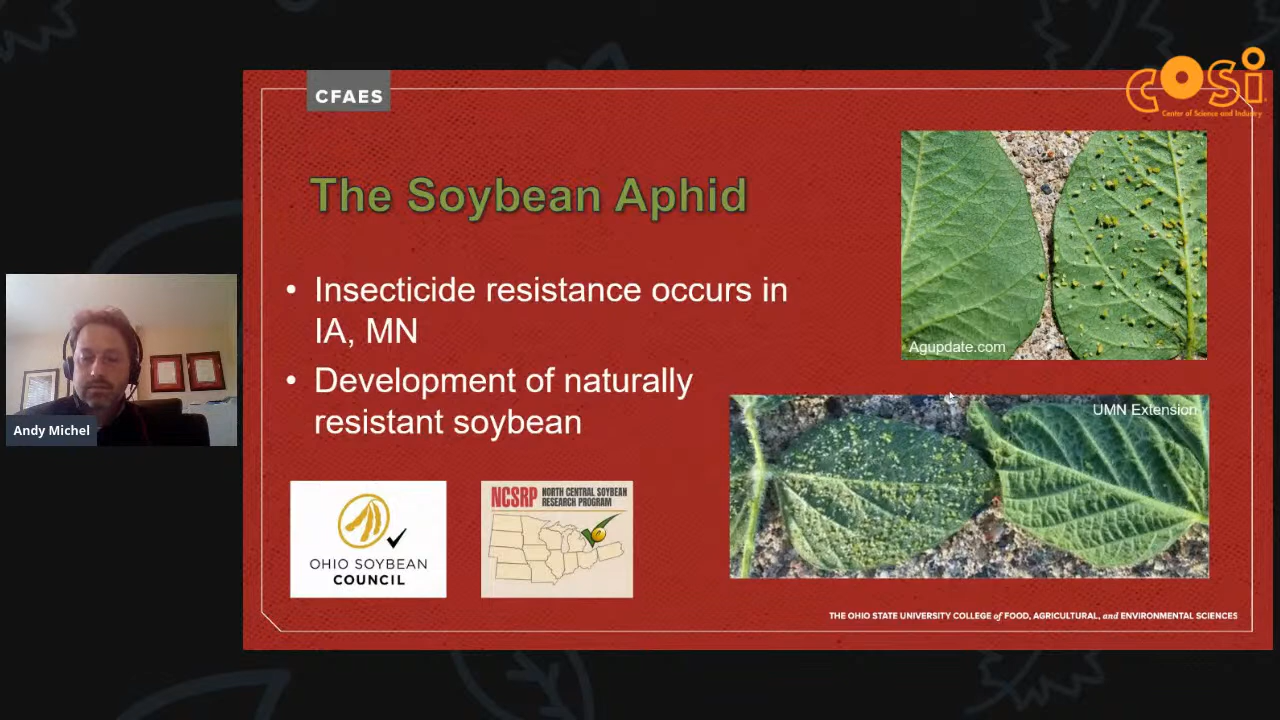 CFAES
cosi
Center of Science and Industry
The Soybean Aphid
• Insecticide resistance occurs in
IA, MN
• Development of naturally
resistant soybean
Agupdate.com
UMN Extension
Andy Michel
OHIO SOYBEAN
COUNCIL
NCSRP NORTH CENTRAL SOYBEAN
RESEARCH PROGRAM
THE OHIO STATE UNIVERSITY COLLEGE of FOOD, AGRICULTURAL, and ENVIRONMENTAL SCIENCES